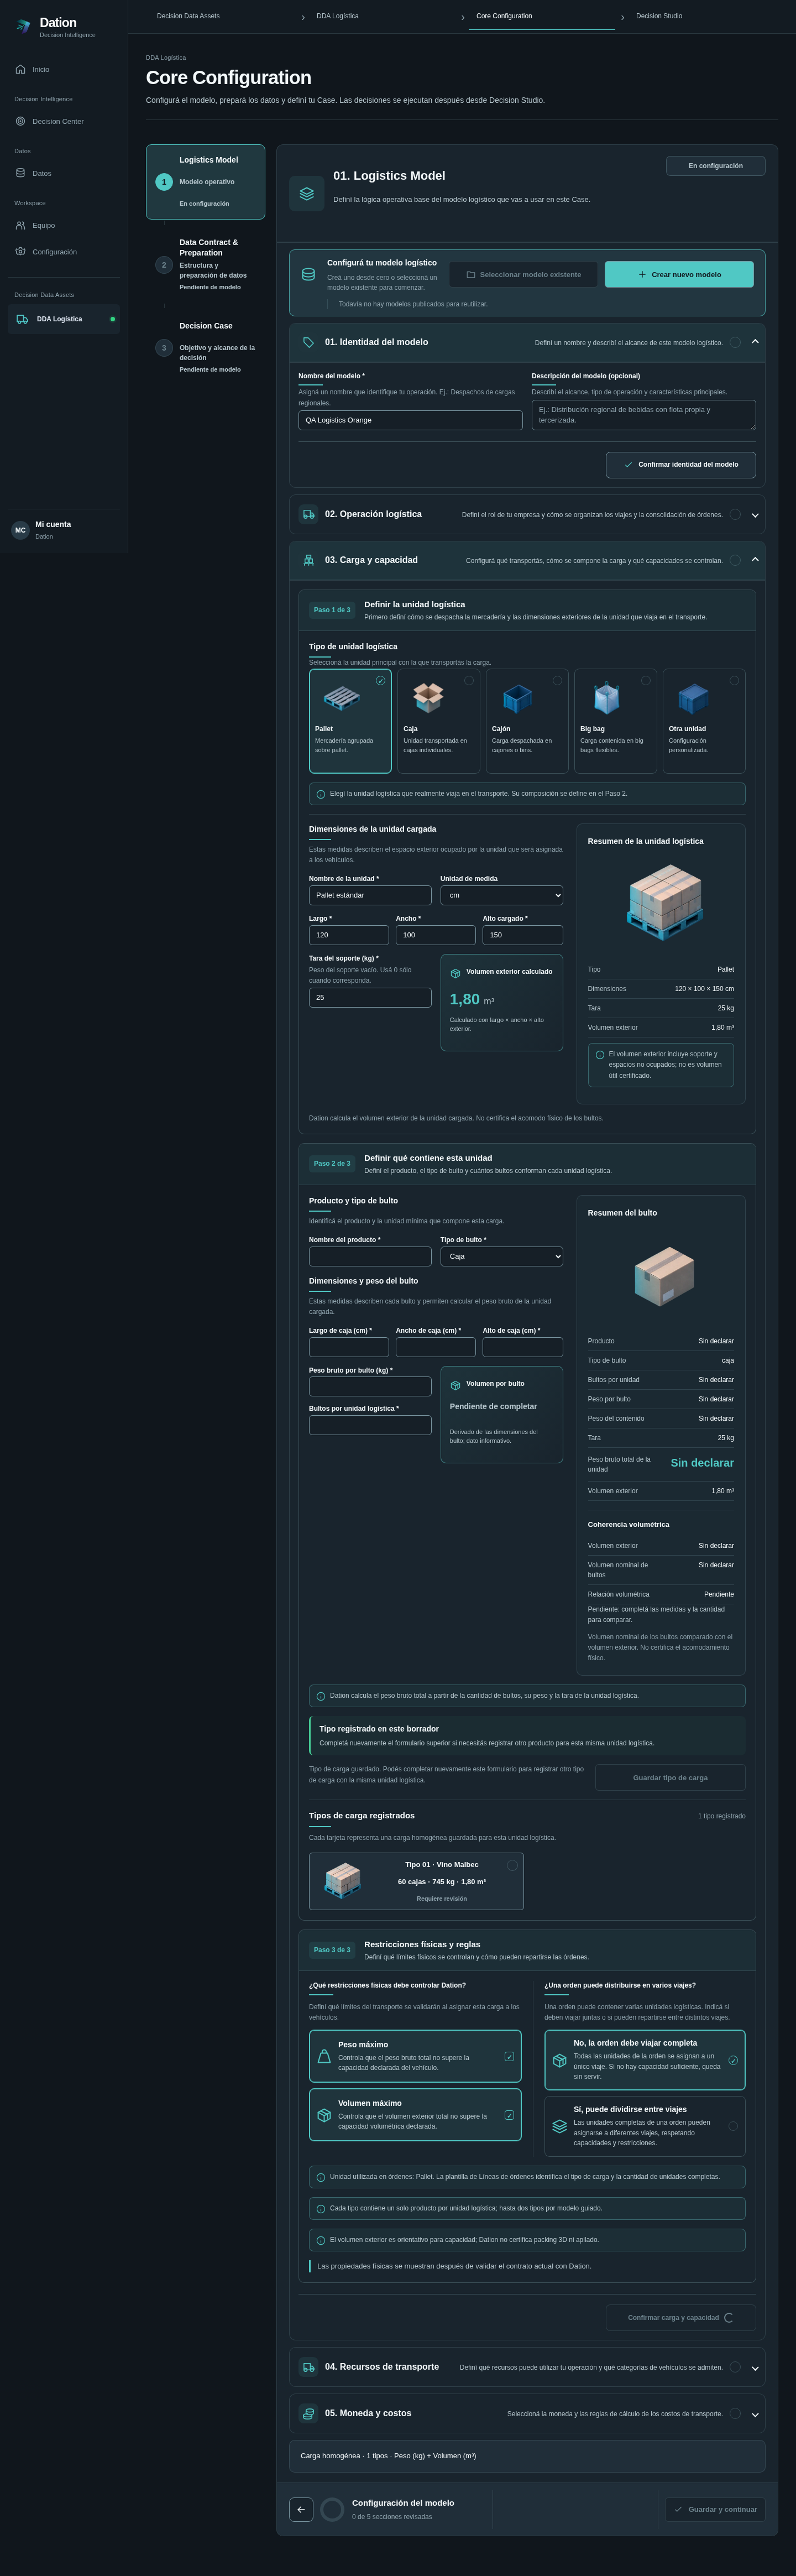 Dation
Decision Intelligence
Inicio
Decision Intelligence
Decision Center
Datos
Datos
Workspace
Equipo
Configuración
Decision Data Assets
DDA Logística
MC
Mi cuenta
Dation
Decision Data Assets
DDA Logística
Core Configuration
Decision Studio
DDA Logística
Core Configuration
Configurá el modelo, prepará los datos y definí tu Case. Las decisiones se ejecutan después desde Decision Studio.
1
Logistics Model
Modelo operativo
En configuración
2
Data Contract &
Preparation
Estructura y
preparación de datos
Pendiente de modelo
3
Decision Case
Objetivo y alcance de la
decisión
Pendiente de modelo
01. Logistics Model
Definí la lógica operativa base del modelo logístico que vas a usar en este Case.
En configuración
Configurá tu modelo logístico
Creá uno desde cero o seleccioná un
modelo existente para comenzar.
Seleccionar modelo existente
Crear nuevo modelo
Todavía no hay modelos publicados para reutilizar.
01. Identidad del modelo
Definí un nombre y describí el alcance de este modelo logístico.
Nombre del modelo *
Asigná un nombre que identifique tu operación. Ej.: Despachos de cargas
regionales.
QA Logistics Orange
Descripción del modelo (opcional)
Describí el alcance, tipo de operación y características principales.
Ej.: Distribución regional de bebidas con flota propia y
tercerizada.
Confirmar identidad del modelo
02. Operación logística
Definí el rol de tu empresa y cómo se organizan los viajes y la consolidación de órdenes.
03. Carga y capacidad
Configurá qué transportás, cómo se compone la carga y qué capacidades se controlan.
Paso 1 de 3
Definir la unidad logística
Primero definí cómo se despacha la mercadería y las dimensiones exteriores de la unidad que viaja en el transporte.
Tipo de unidad logística
Seleccioná la unidad principal con la que transportás la carga.
Pallet
Mercadería agrupada
sobre pallet.
Caja
Unidad transportada en
cajas individuales.
Cajón
Carga despachada en
cajones o bins.
Big bag
Carga contenida en big
bags flexibles.
Otra unidad
Configuración
personalizada.
Elegí la unidad logística que realmente viaja en el transporte. Su composición se define en el Paso 2.
Dimensiones de la unidad cargada
Estas medidas describen el espacio exterior ocupado por la unidad que será asignada
a los vehículos.
Nombre de la unidad *
Pallet estándar
Unidad de medida
cm
Largo *
120
Ancho *
100
Alto cargado *
150
Tara del soporte (kg) *
Peso del soporte vacío. Usá 0 sólo
cuando corresponda.
25
Volumen exterior calculado
1,80 m³
Calculado con largo × ancho × alto
exterior.
Resumen de la unidad logística
Tipo Pallet
Dimensiones 120 × 100 × 150 cm
Tara 25 kg
Volumen exterior 1,80 m³
El volumen exterior incluye soporte y
espacios no ocupados; no es volumen
útil certificado.
Dation calcula el volumen exterior de la unidad cargada. No certifica el acomodo físico de los bultos.
Paso 2 de 3
Definir qué contiene esta unidad
Definí el producto, el tipo de bulto y cuántos bultos conforman cada unidad logística.
Producto y tipo de bulto
Identificá el producto y la unidad mínima que compone esta carga.
Nombre del producto *
Tipo de bulto *
Caja
Dimensiones y peso del bulto
Estas medidas describen cada bulto y permiten calcular el peso bruto de la unidad
cargada.
Largo de caja (cm) *
Ancho de caja (cm) *
Alto de caja (cm) *
Peso bruto por bulto (kg) *
Bultos por unidad logística *
Volumen por bulto
Pendiente de completar
Derivado de las dimensiones del
bulto; dato informativo.
Resumen del bulto
Producto Sin declarar
Tipo de bulto caja
Bultos por unidad Sin declarar
Peso por bulto Sin declarar
Peso del contenido Sin declarar
Tara 25 kg
Peso bruto total de la
unidad
Sin declarar
Volumen exterior 1,80 m³
Coherencia volumétrica
Volumen exterior Sin declarar
Volumen nominal de
bultos
Sin declarar
Relación volumétrica Pendiente
Pendiente: completá las medidas y la cantidad
para comparar.
Volumen nominal de los bultos comparado con el
volumen exterior. No certifica el acomodamiento
físico.
Dation calcula el peso bruto total a partir de la cantidad de bultos, su peso y la tara de la unidad logística.
Tipo registrado en este borrador
Completá nuevamente el formulario superior si necesitás registrar otro producto para esta misma unidad logística.
Tipo de carga guardado. Podés completar nuevamente este formulario para registrar otro tipo
de carga con la misma unidad logística.
Guardar tipo de carga
Tipos de carga registrados
1 tipo registrado
Cada tarjeta representa una carga homogénea guardada para esta unidad logística.
Tipo 01 · Vino Malbec
60 cajas · 745 kg · 1,80 m³
Requiere revisión
Paso 3 de 3
Restricciones físicas y reglas
Definí qué límites físicos se controlan y cómo pueden repartirse las órdenes.
¿Qué restricciones físicas debe controlar Dation?
Definí qué límites del transporte se validarán al asignar esta carga a los
vehículos.
Peso máximo
Controla que el peso bruto total no supere la
capacidad declarada del vehículo.
Volumen máximo
Controla que el volumen exterior total no supere la
capacidad volumétrica declarada.
¿Una orden puede distribuirse en varios viajes?
Una orden puede contener varias unidades logísticas. Indicá si
deben viajar juntas o si pueden repartirse entre distintos viajes.
No, la orden debe viajar completa
Todas las unidades de la orden se asignan a un
único viaje. Si no hay capacidad suficiente, queda
sin servir.
Sí, puede dividirse entre viajes
Las unidades completas de una orden pueden
asignarse a diferentes viajes, respetando
capacidades y restricciones.
Unidad utilizada en órdenes: Pallet. La plantilla de Líneas de órdenes identifica el tipo de carga y la cantidad de unidades completas.
Cada tipo contiene un solo producto por unidad logística; hasta dos tipos por modelo guiado.
El volumen exterior es orientativo para capacidad; Dation no certifica packing 3D ni apilado.
Las propiedades físicas se muestran después de validar el contrato actual con Dation.
Confirmar carga y capacidad
04. Recursos de transporte
Definí qué recursos puede utilizar tu operación y qué categorías de vehículos se admiten.
05. Moneda y costos
Seleccioná la moneda y las reglas de cálculo de los costos de transporte.
Carga homogénea · 1 tipos · Peso (kg) + Volumen (m³)
Configuración del modelo
0 de 5 secciones revisadas
Guardar y continuar